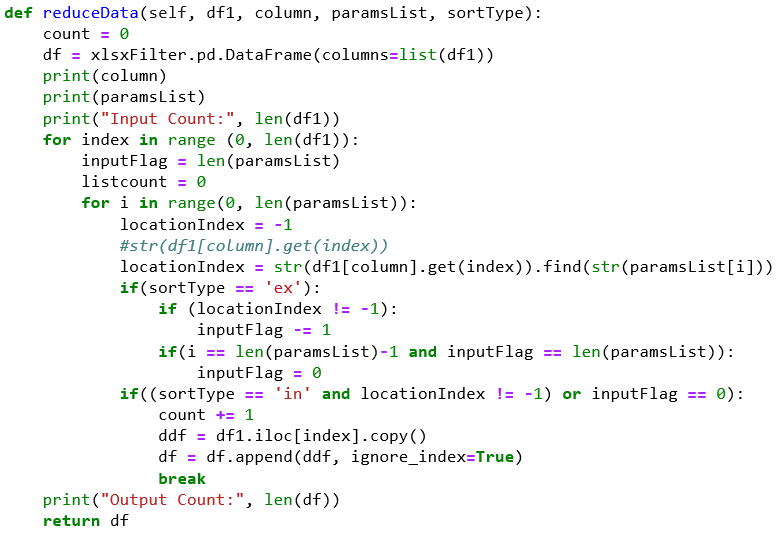 def reduceData(self, df1, column, paramsList, sortType):
    count = 0
    df = xlsxFilter.pd.DataFrame(columns=list(df1))
    print(column)
    print(paramsList)
    print("Input Count:", len(df1))
    for index in range (0, len(df1)):
        inputFlag = len(paramsList)
        listcount = 0
        for i in range(0, len(paramsList)):
            locationIndex = -1
            #str(df1[column].get(index))
            locationIndex = str(df1[column].get(index)).find(str(paramsList[i]))
            if(sortType == 'ex'):
                if (locationIndex != -1):
                    inputFlag -= 1
                if(i == len(paramsList)-1 and inputFlag == len(paramsList)):
                    inputFlag = 0
            if((sortType == 'in' and locationIndex != -1) or inputFlag == 0):
                count += 1
                ddf = df1.iloc[index].copy()
                df = df.append(ddf, ignore_index=True)
                break
    print("Output Count:", len(df))
    return df